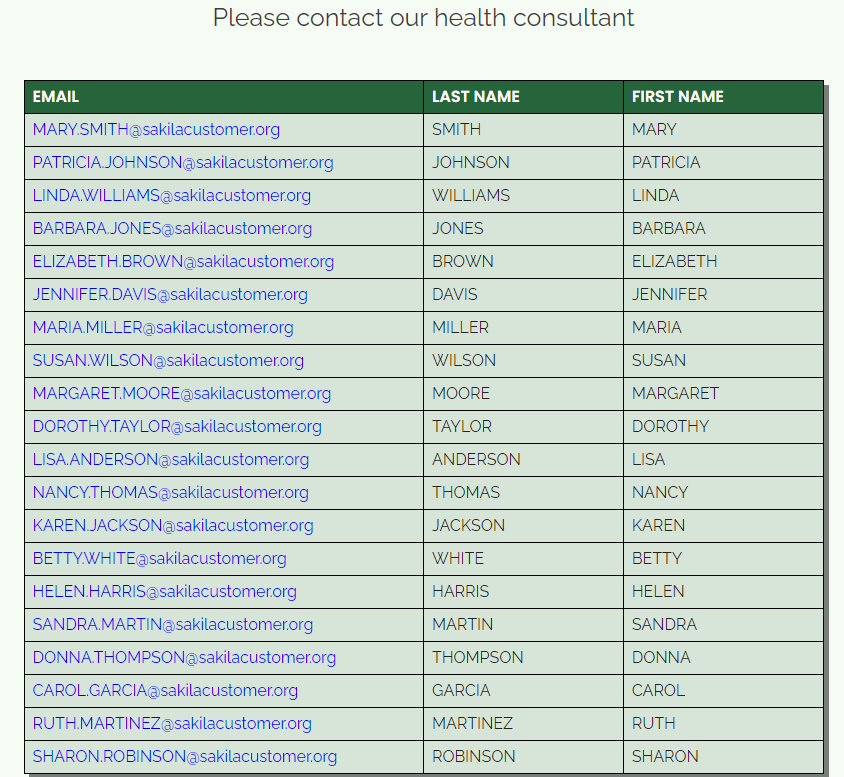 Please contact our health consultant
EMAIL LAST NAME FIRST NAME
MARY.SMITH@sakilacustomer.org SMITH MARY
PATRICIA.JOHNSON@sakilacustomer.org JOHNSON PATRICIA
LINDA.WILLIAMS@sakilacustomer.org WILLIAMS LINDA
BARBARA.JONES@sakilacustomer.org JONES BARBARA
ELIZABETH.BROWN@sakilacustomer.org BROWN ELIZABETH
JENNIFER.DAVIS@sakilacustomer.org DAVIS JENNIFER
MARIA.MILLER@sakilacustomer.org MILLER MARIA
SUSAN.WILSON@sakilacustomer.org WILSON SUSAN
MARGARET.MOORE@sakilacustomer.org MOORE MARGARET
DOROTHY.TAYLOR@sakilacustomer.org TAYLOR DOROTHY
LISA.ANDERSON@sakilacustomer.org ANDERSON LISA
NANCY.THOMAS@sakilacustomer.org THOMAS NANCY
KAREN.JACKSON@sakilacustomer.org JACKSON KAREN
BETTY.WHITE@sakilacustomer.org WHITE BETTY
HELEN.HARRIS@sakilacustomer.org HARRIS HELEN
SANDRA.MARTIN@sakilacustomer.org MARTIN SANDRA
DONNA.THOMPSON@sakilacustomer.org THOMPSON DONNA
CAROL.GARCIA@sakilacustomer.org GARCIA CAROL
RUTH.MARTINEZ@sakilacustomer.org MARTINEZ RUTH
SHARON.ROBINSON@sakilacustomer.org ROBINSON SHARON